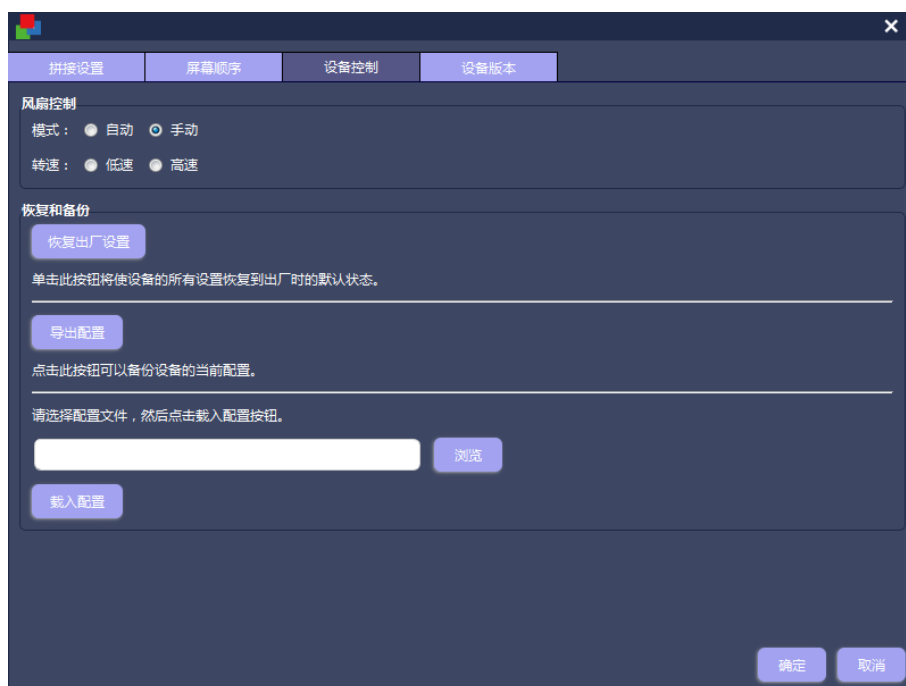 拼接设置 屏幕顺序 设备控制 设备版本
风扇控制
模式： 自动 手动
转速： 低速 高速
恢复和备份
恢复出厂设置
单击此按钮将使设备的所有设置恢复到出厂时的默认状态。
导出配置
点击此按钮可以备份设备的当前配置。
请选择配置文件，然后点击载入配置按钮。
浏览
载入配置
确定 取消